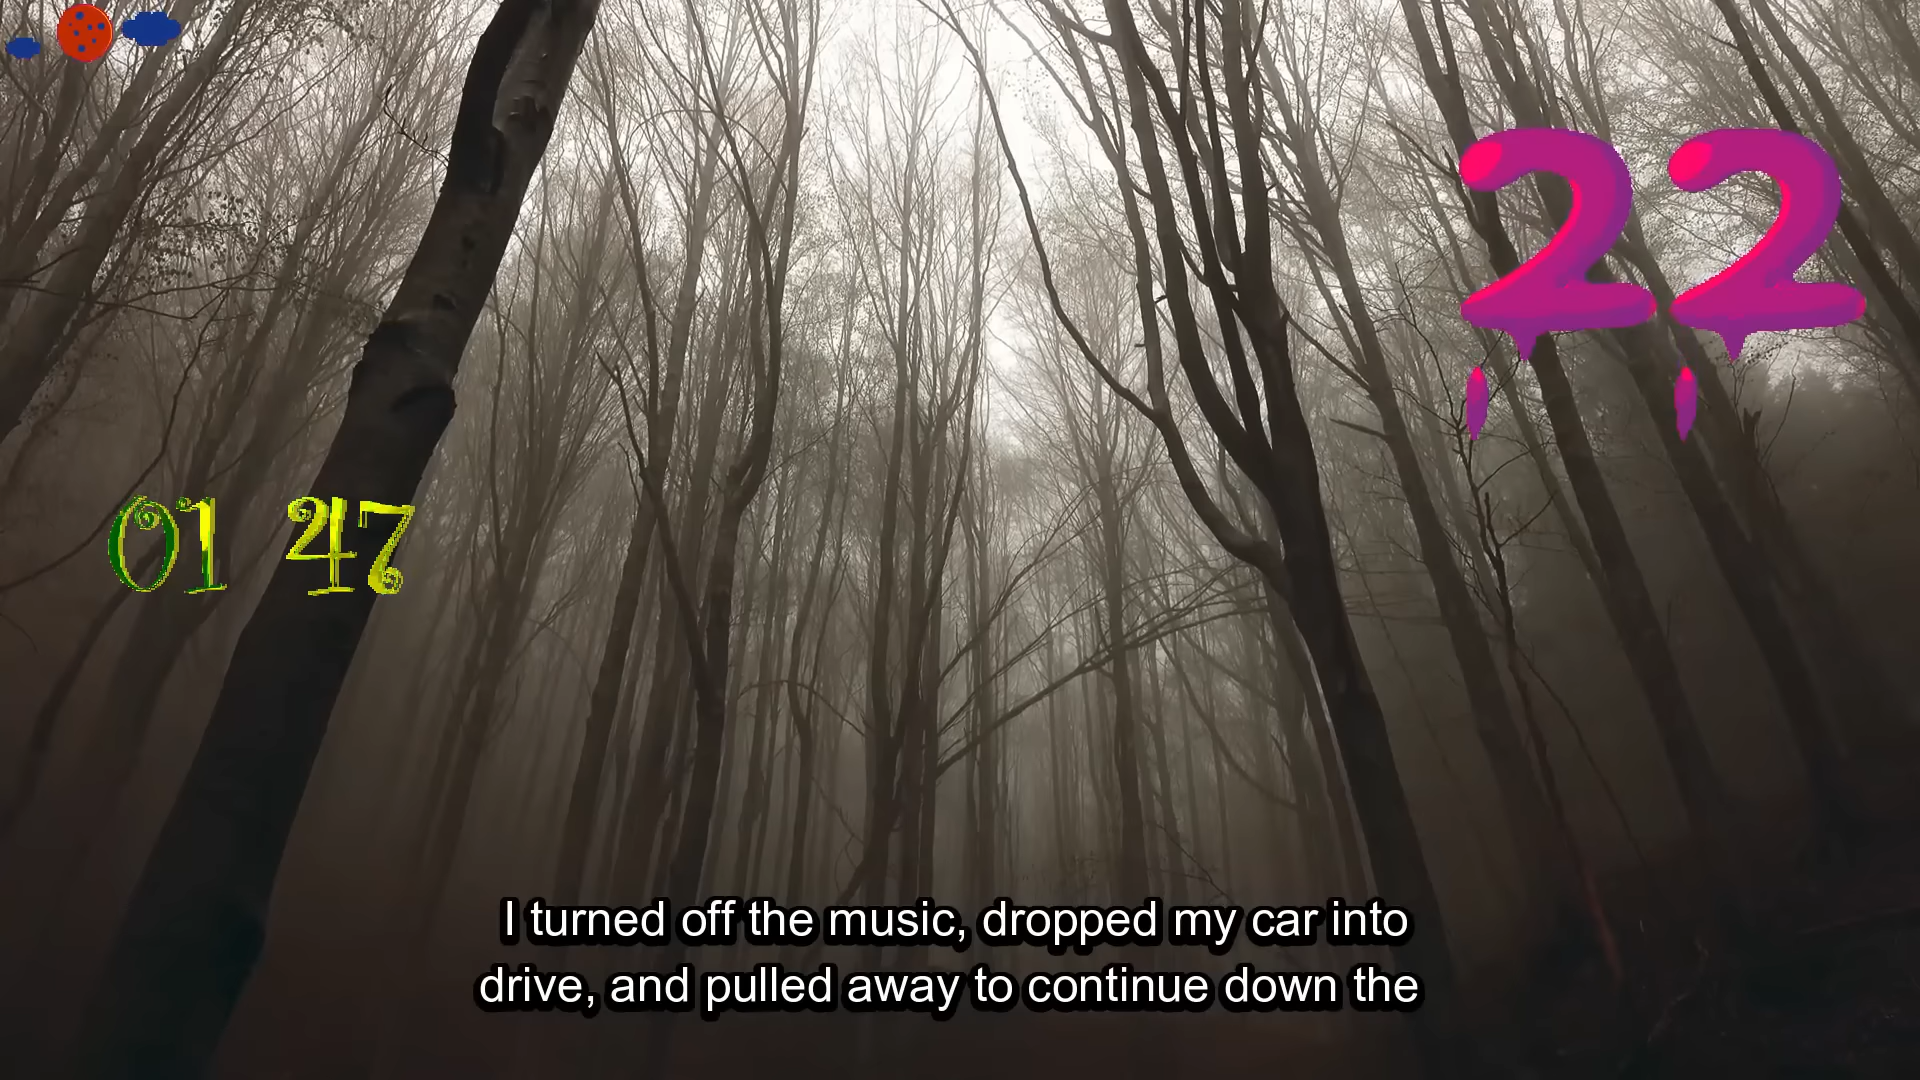 22
01 47
I turned off the music, dropped my car into
drive, and pulled away to continue down the